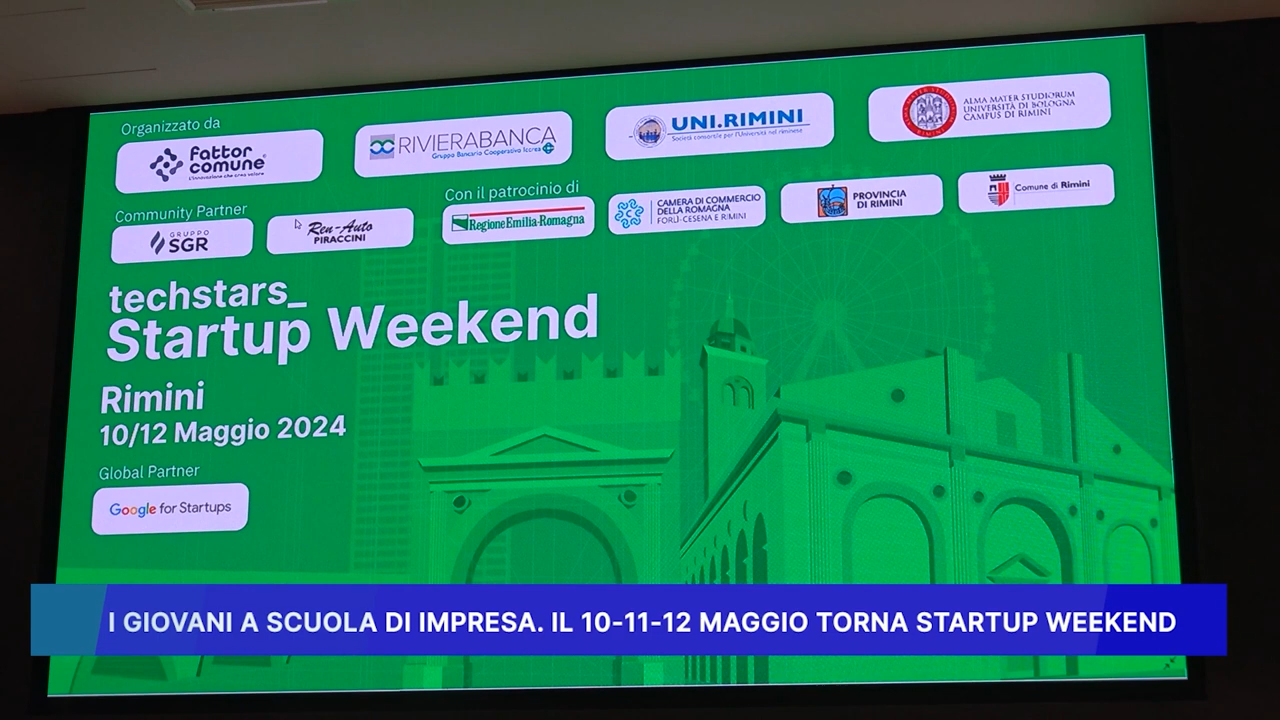 Organizzato da
fattor
comune
L'innovazione che crea valore
RIVIERABANCA
Gruppo Bancario Cooperativo Iccrea
UNI.RIMINI
Società consortile per l'Università nel riminese
ALMA MATER STUDIORUM
UNIVERSITÀ DI BOLOGNA
CAMPUS DI RIMINI
Community Partner
GRUPPO
SGR
Ren-Auto
PIRACCINI
Con il patrocinio di
RegioneEmilia-Romagna
CAMERA DI COMMERCIO
DELLA ROMAGNA
FORLÌ-CESENA E RIMINI
PROVINCIA
DI RIMINI
Comune di Rimini
techstars_
Startup Weekend
Rimini
10/12 Maggio 2024
Global Partner
Google for Startups
I GIOVANI A SCUOLA DI IMPRESA. IL 10-11-12 MAGGIO TORNA STARTUP WEEKEND